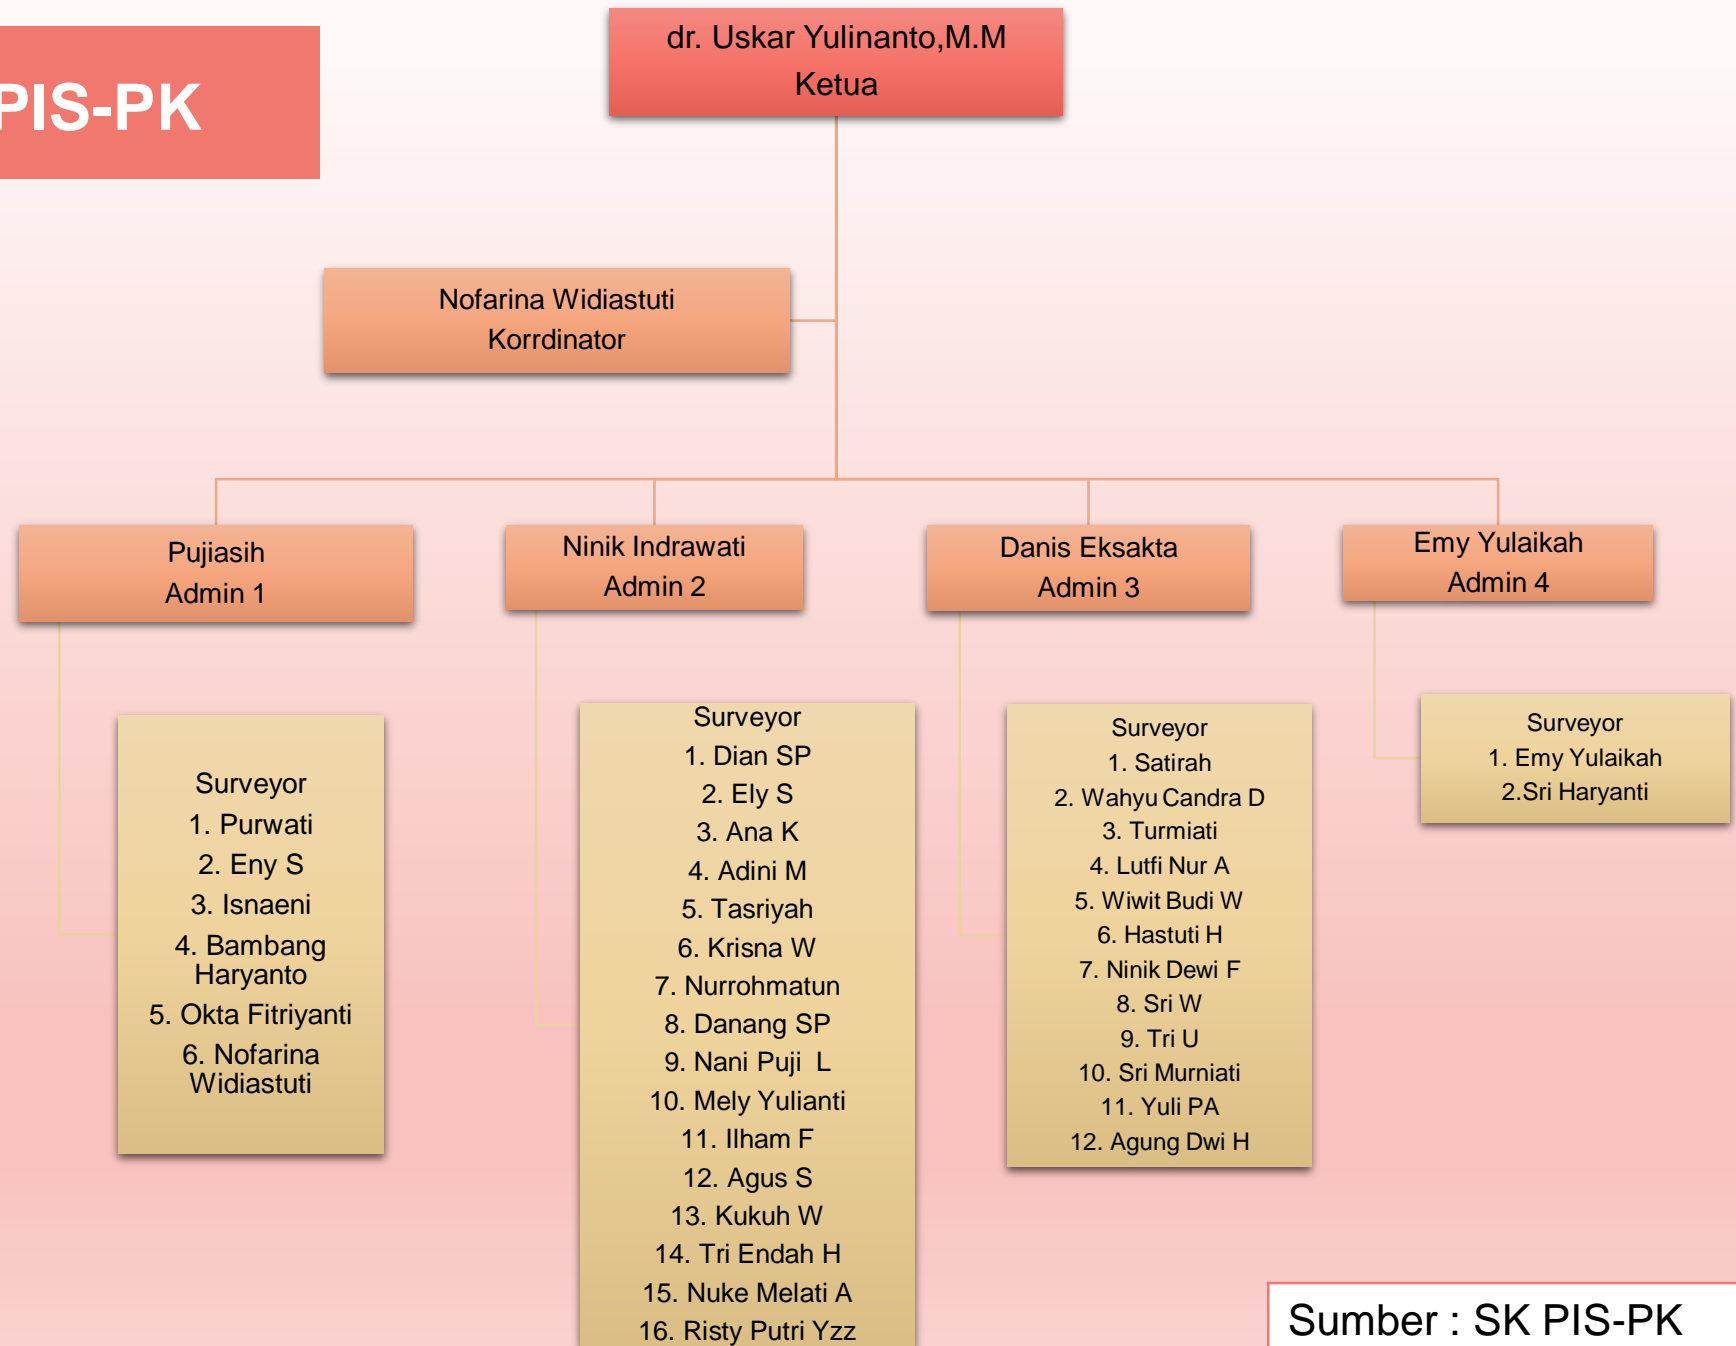 PIS-PK
dr. Uskar Yulinanto,M.M
Ketua
Nofarina Widiastuti
Korrdinator
Pujiasih
Admin 1
Ninik Indrawati
Admin 2
Danis Eksakta
Admin 3
Emy Yulaikah
Admin 4
Surveyor
1. Purwati
2. Eny S
3. Isnaeni
4. Bambang
Haryanto
5. Okta Fitriyanti
6. Nofarina
Widiastuti
Surveyor
1. Dian SP
2. Ely S
3. Ana K
4. Adini M
5. Tasriyah
6. Krisna W
7. Nurrohmatun
8. Danang SP
9. Nani Puji  L
10. Mely Yulianti
11. Ilham F
12. Agus S
13. Kukuh W
14. Tri Endah H
15. Nuke Melati A
16. Risty Putri Yzz
Surveyor
1. Satirah
2. Wahyu Candra D
3. Turmiati
4. Lutfi Nur A
5. Wiwit Budi W
6. Hastuti H
7. Ninik Dewi F
8. Sri W
9. Tri U
10. Sri Murniati
11. Yuli PA
12. Agung Dwi H
Surveyor
1. Emy Yulaikah
2.Sri Haryanti
Sumber : SK PIS-PK